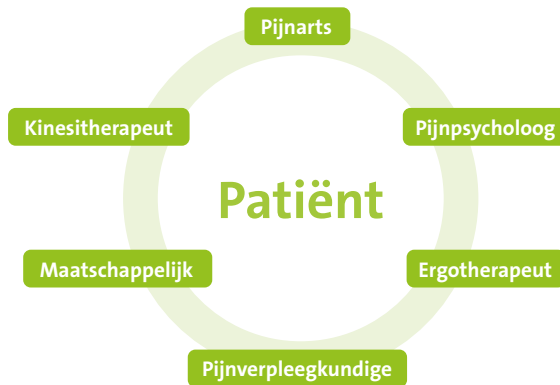 Pijnarts
Kinesitherapeut
Pijnpsycholoog
Patiënt
Maatschappelijk
Ergotherapeut
Pijnverpleegkundige